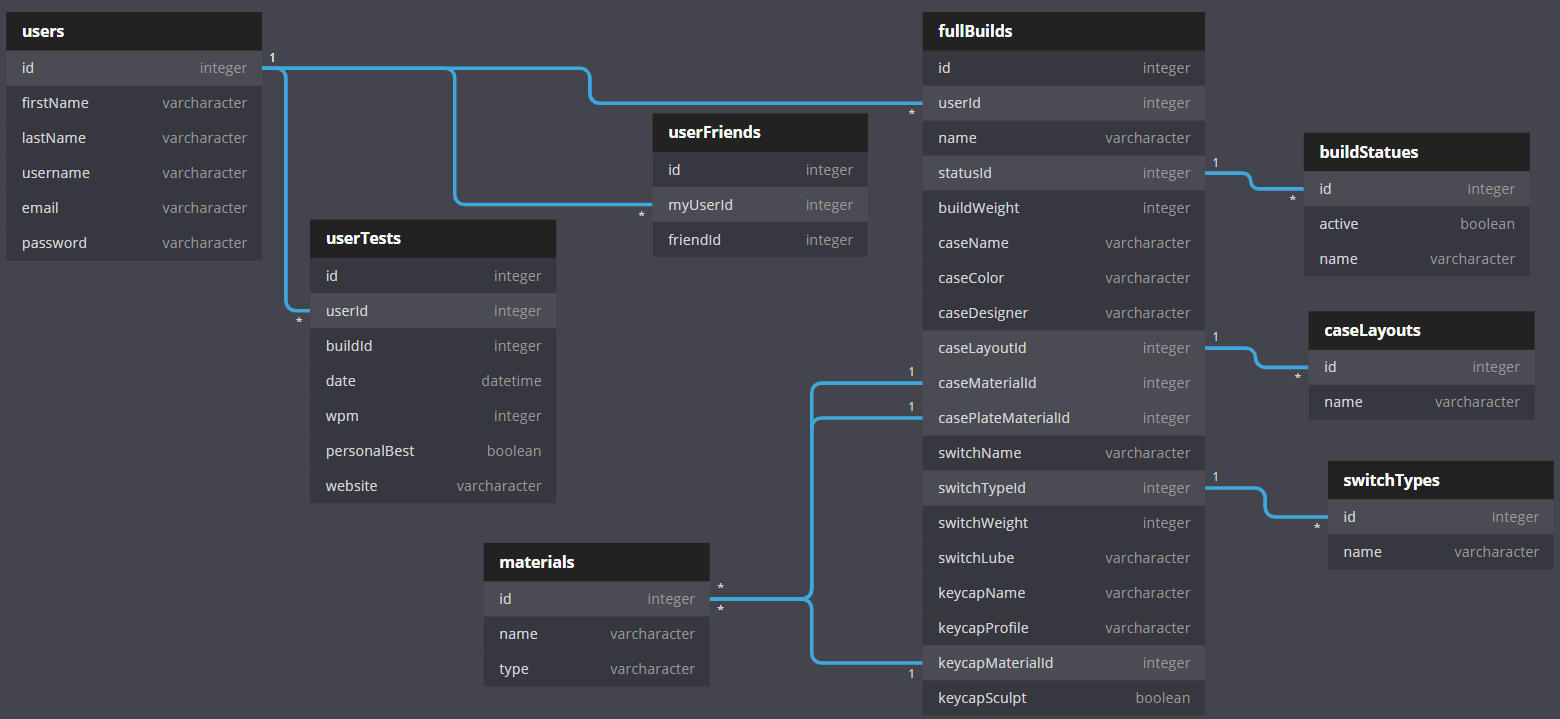 users
id integer
firstName varcharacter
lastName varcharacter
username varcharacter
email varcharacter
password varcharacter
1
*
*
*
userTests
id integer
userId integer
buildId integer
date datetime
wpm integer
personalBest boolean
website varcharacter
userFriends
id integer
myUserId integer
friendId integer
materials
id integer
name varcharacter
type varcharacter
*
*
1
1
1
fullBuilds
id integer
userId integer
name varcharacter
statusId integer
buildWeight integer
caseName varcharacter
caseColor varcharacter
caseDesigner varcharacter
caseLayoutId integer
caseMaterialId integer
casePlateMaterialId integer
switchName varcharacter
switchTypeId integer
switchWeight integer
switchLube varcharacter
keycapName varcharacter
keycapProfile varcharacter
keycapMaterialId integer
keycapSculpt boolean
1
*
buildStatues
id integer
active boolean
name varcharacter
1
*
caseLayouts
id integer
name varcharacter
1
*
switchTypes
id integer
name varcharacter